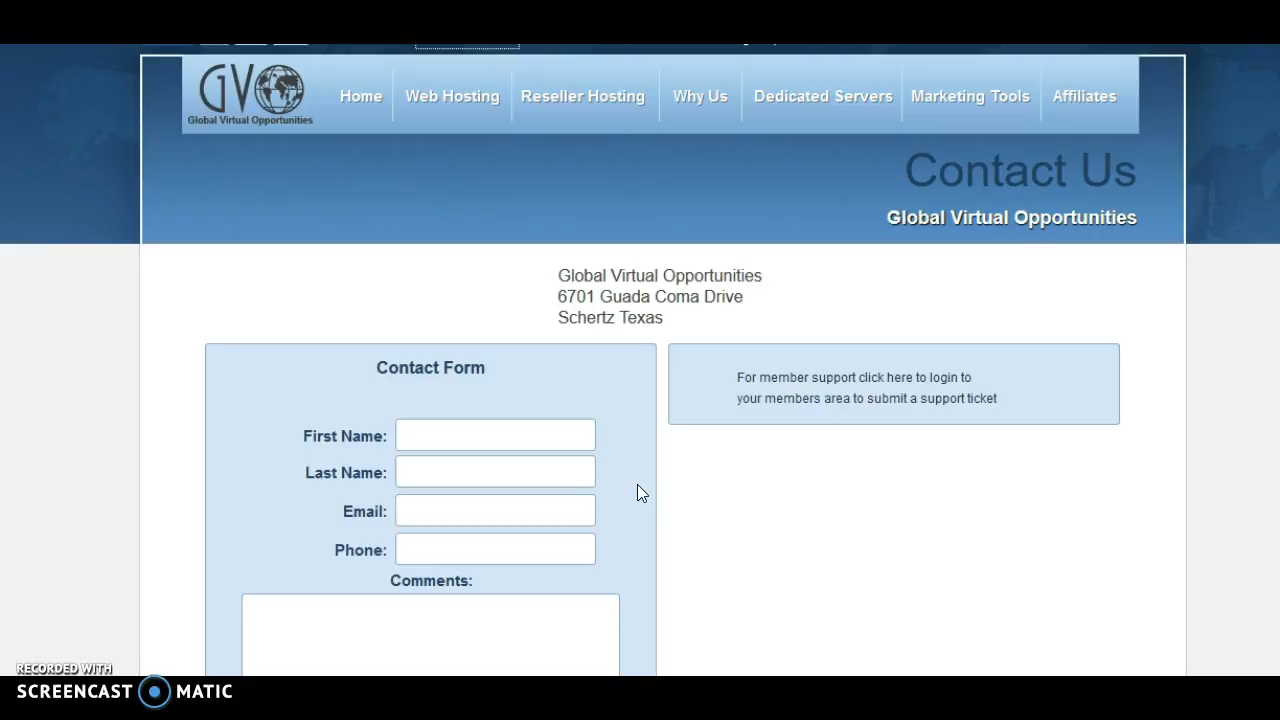 GVO
Global Virtual Opportunities
Home
Web Hosting
Reseller Hosting
Why Us
Dedicated Servers
Marketing Tools
Affiliates
Contact Us
Global Virtual Opportunities
Global Virtual Opportunities
6701 Guada Coma Drive
Schertz Texas
Contact Form
First Name:
Last Name:
Email:
Phone:
Comments:
For member support click here to login to
your members area to submit a support ticket
RECORDED WITH
SCREENCAST MATIC